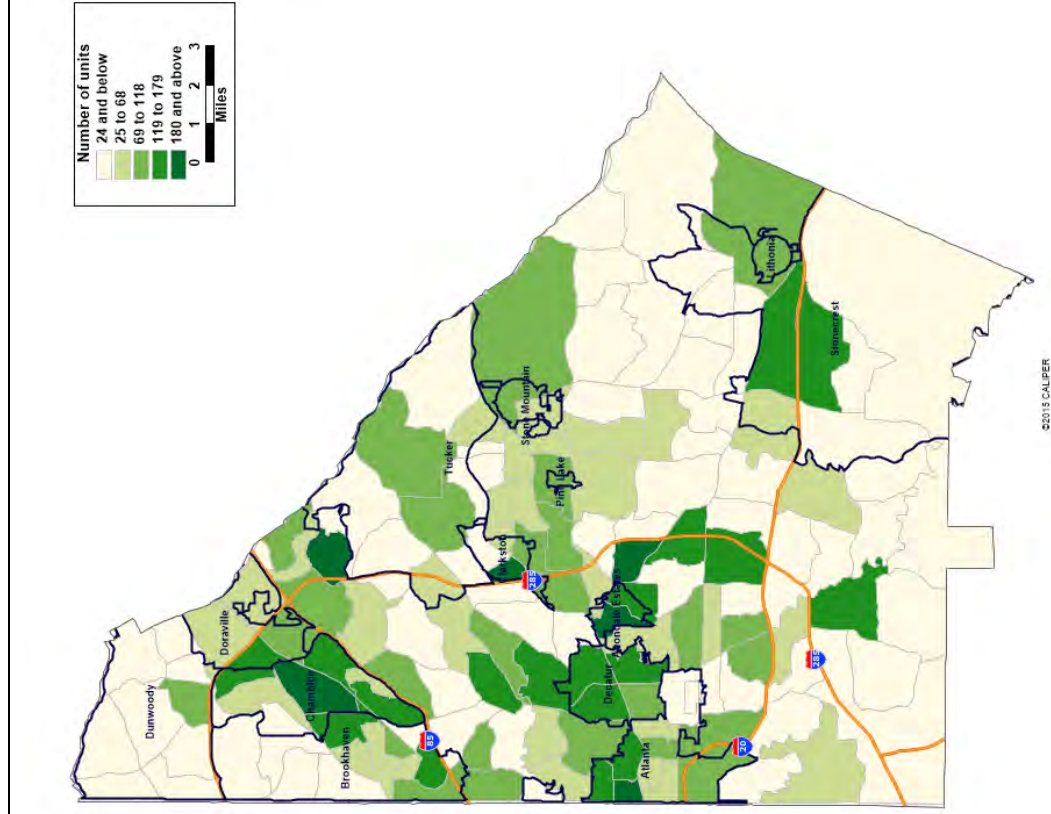 Number of units
24 and below
25 to 68
69 to 118
119 to 179
180 and above
0 1 2 3
Miles
Dunwoody
Doraville
Chamblee
Brookhaven
85
Tucker
Stone Mountain
Pine Lake
Clarkston
285
Avondale Estates
Decatur
Atlanta
20
285
Lithonia
Stonecrest
©2015 CALIPER